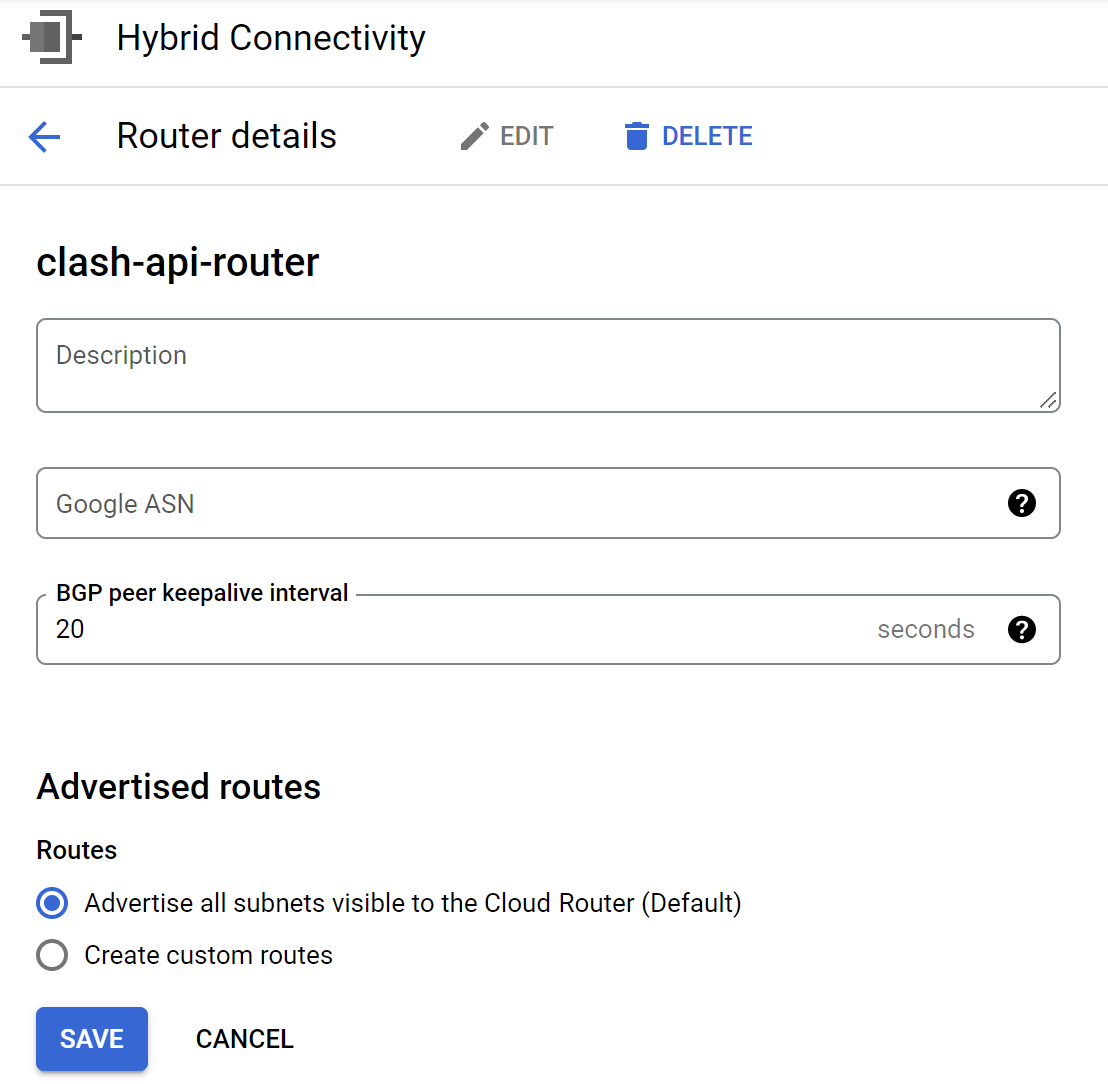 Hybrid Connectivity
Router details EDIT DELETE
clash-api-router
Description
Google ASN
BGP peer keepalive interval
20 seconds
Advertised routes
Routes
Advertise all subnets visible to the Cloud Router (Default)
Create custom routes
SAVE CANCEL